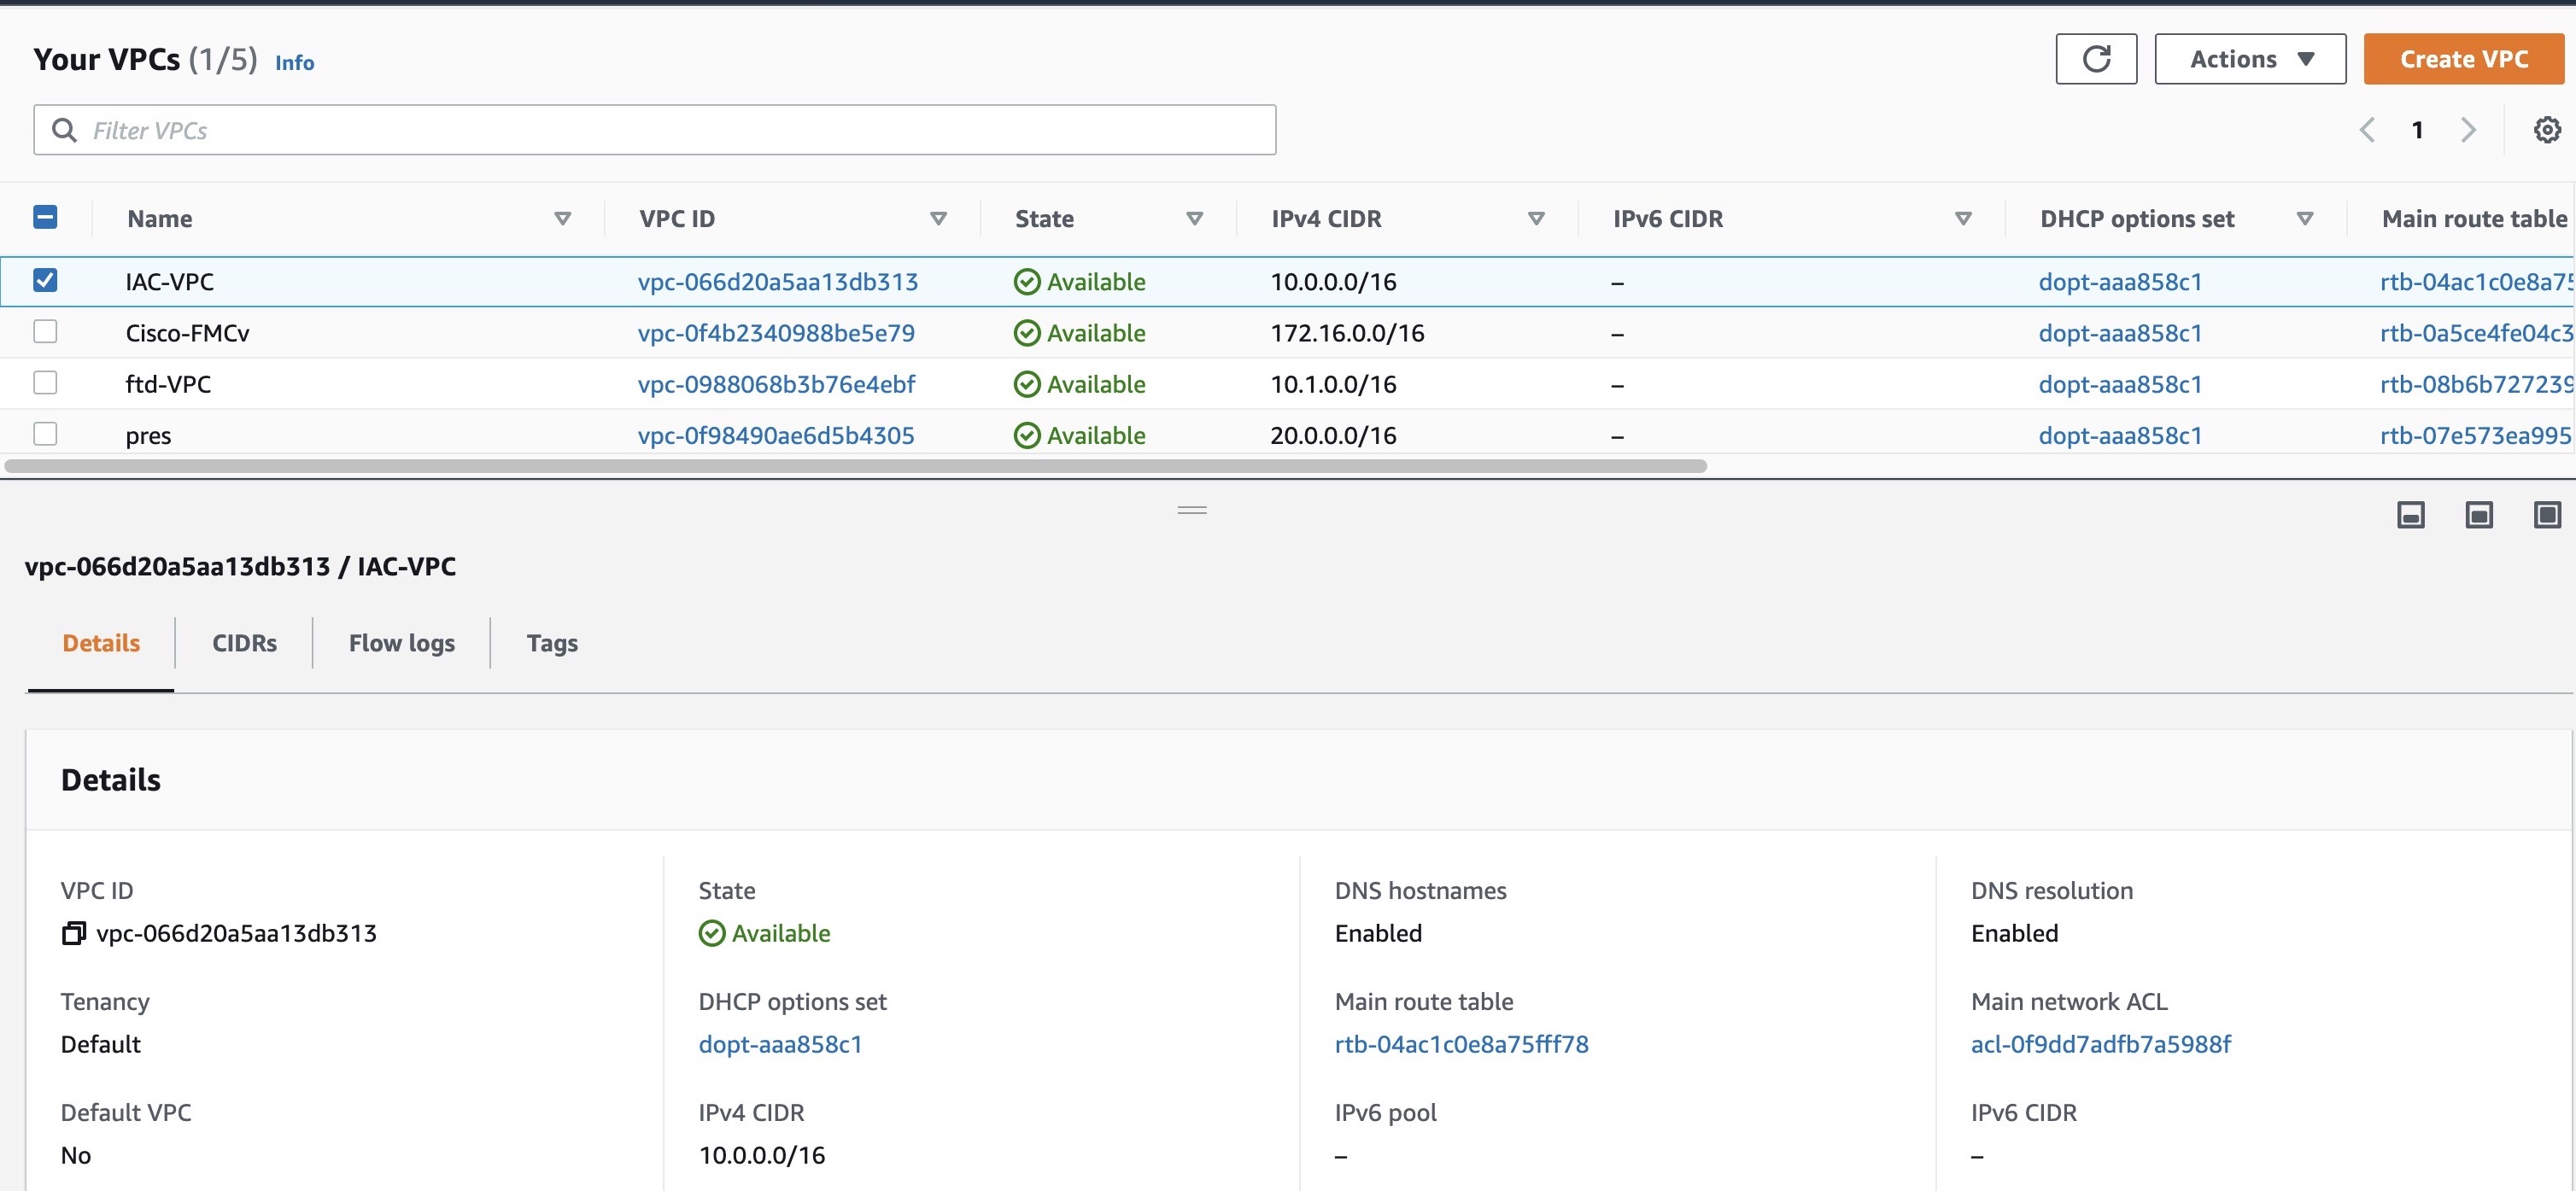 Your VPCs (1/5) Info
Actions
Create VPC
Filter VPCs
1
Name VPC ID State IPv4 CIDR IPv6 CIDR DHCP options set Main route table
IAC-VPC vpc-066d20a5aa13db313 Available 10.0.0.0/16 – dopt-aaa858c1 rtb-04ac1c0e8a75
Cisco-FMCv vpc-0f4b2340988be5e79 Available 172.16.0.0/16 – dopt-aaa858c1 rtb-0a5ce4fe04c3
ftd-VPC vpc-0988068b3b76e4ebf Available 10.1.0.0/16 – dopt-aaa858c1 rtb-08b6b727239
pres vpc-0f98490ae6d5b4305 Available 20.0.0.0/16 – dopt-aaa858c1 rtb-07e573ea995
vpc-066d20a5aa13db313 / IAC-VPC
Details CIDRs Flow logs Tags
Details
VPC ID State DNS hostnames DNS resolution
vpc-066d20a5aa13db313 Available Enabled Enabled
Tenancy DHCP options set Main route table Main network ACL
Default dopt-aaa858c1 rtb-04ac1c0e8a75fff78 acl-0f9dd7adfb7a5988f
Default VPC IPv4 CIDR IPv6 pool IPv6 CIDR
No 10.0.0.0/16 – –